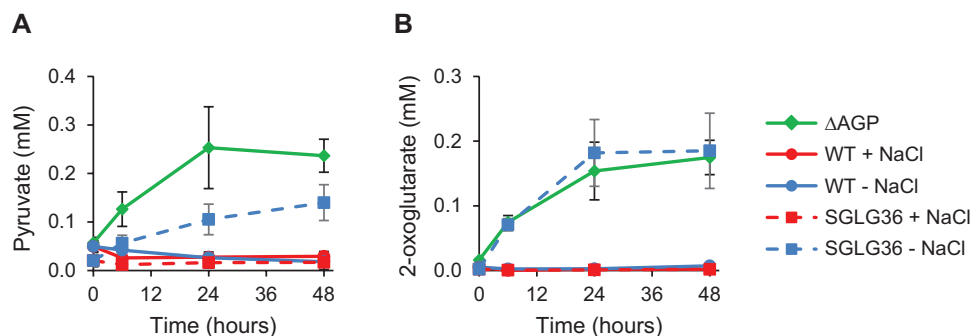 A
B
Pyruvate (mM)
0.4
0.3
0.2
0.1
0.0
0 12 24 36 48
Time (hours)
2-oxoglutarate (mM)
0.3
0.2
0.1
0.0
0 12 24 36 48
Time (hours)
ΔAGP
WT + NaCl
WT - NaCl
SGLG36 + NaCl
SGLG36 - NaCl